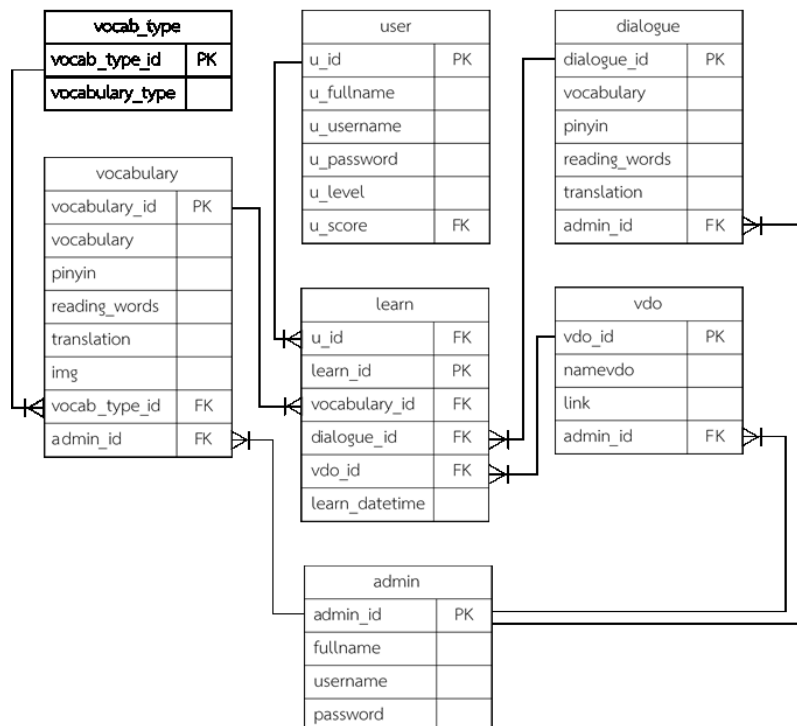 vocab_type
vocab_type_id PK
vocabulary_type
user
u_id PK
u_fullname
u_username
u_password
u_level
u_score FK
dialogue
dialogue_id PK
vocabulary
pinyin
reading_words
translation
admin_id FK
vocabulary
vocabulary_id PK
vocabulary
pinyin
reading_words
translation
img
vocab_type_id FK
admin_id FK
learn
u_id FK
learn_id PK
vocabulary_id FK
dialogue_id FK
vdo_id FK
learn_datetime
vdo
vdo_id PK
namevdo
link
admin_id FK
admin
admin_id PK
fullname
username
password